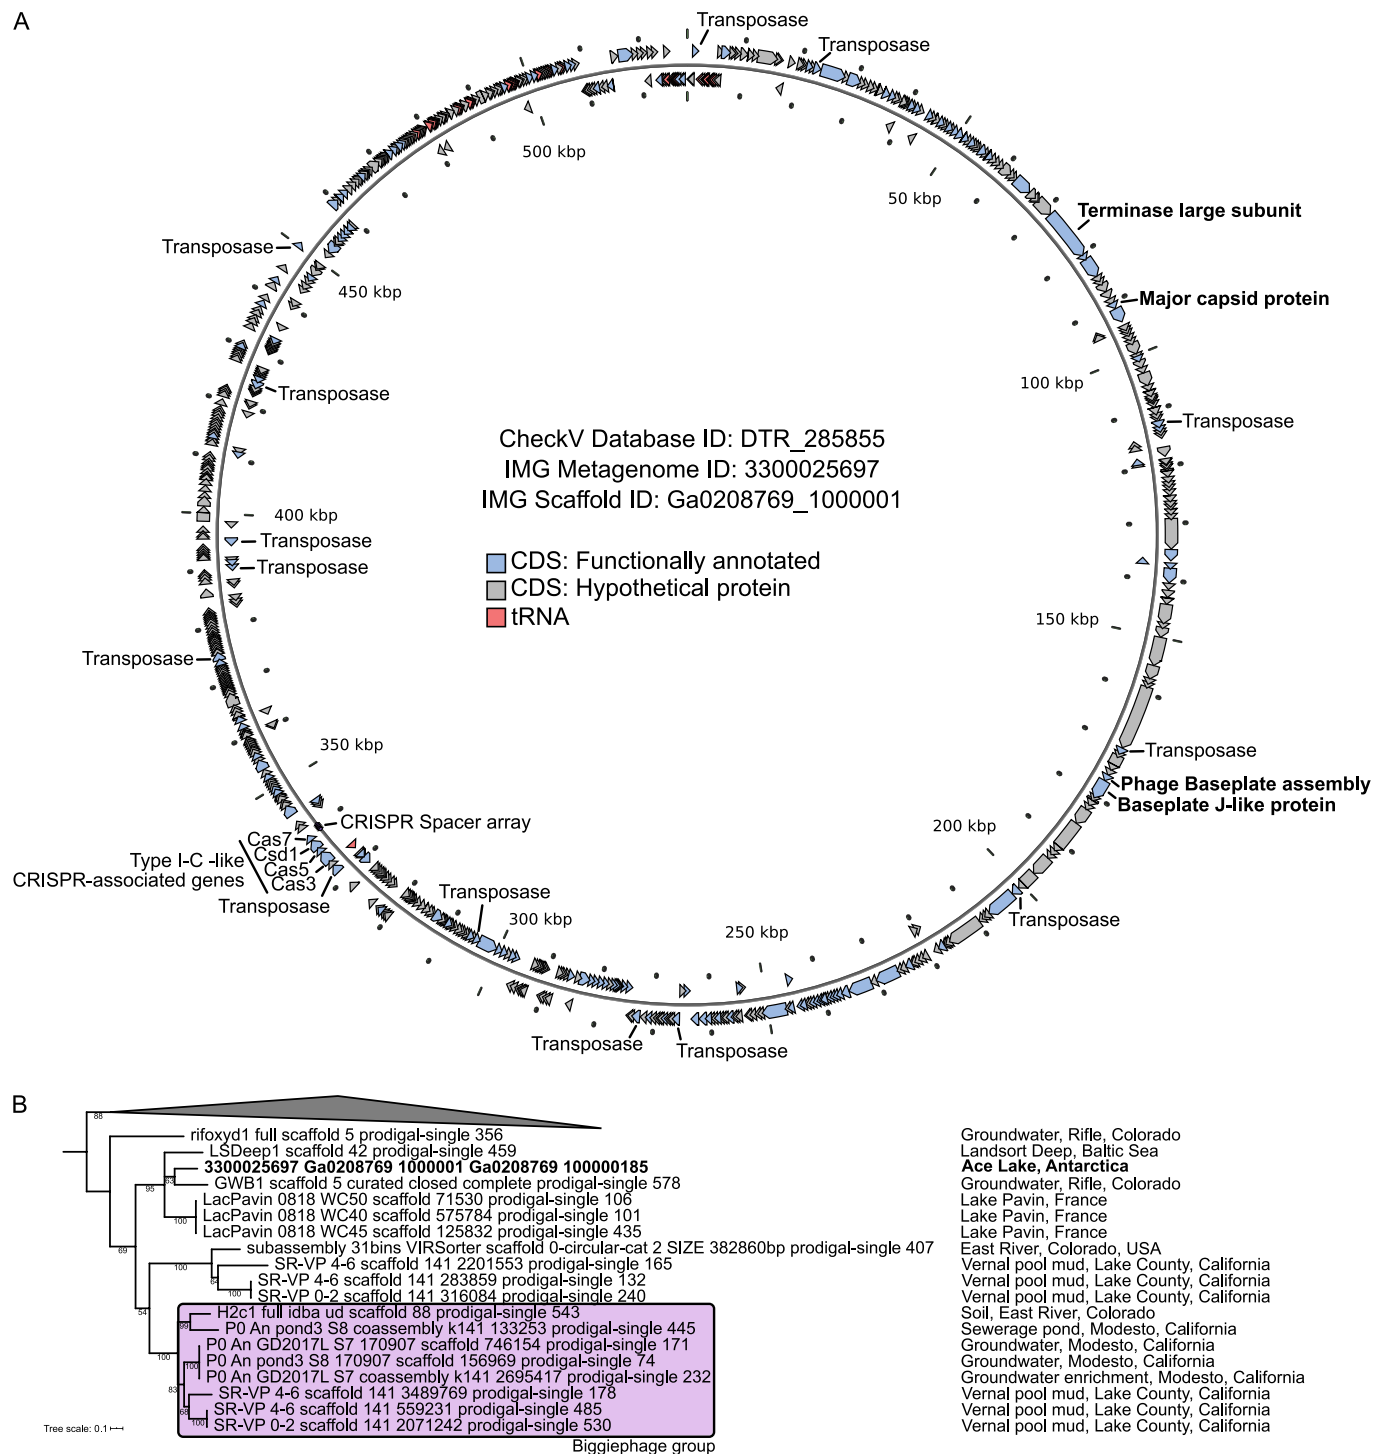 A
Transposase
Transposase
500 kbp
50 kbp
Terminase large subunit
Transposase
450 kbp
Major capsid protein
100 kbp
Transposase
Transposase
CheckV Database ID: DTR_285855
IMG Metagenome ID: 3300025697
IMG Scaffold ID: Ga0208769_1000001
400 kbp
Transposase
Transposase
CDS: Functionally annotated
CDS: Hypothetical protein
tRNA
150 kbp
Transposase
350 kbp
Transposase
Phage Baseplate assembly
Baseplate J-like protein
CRISPR Spacer array
200 kbp
Cas7
Csd1
Cas5
Cas3
Type I-C -like
CRISPR-associated genes
Transposase
Transposase
300 kbp
250 kbp
Transposase
Transposase
Transposase
B
88
rifoxyd1 full scaffold 5 prodigal-single 356 Groundwater, Rifle, Colorado
LSDeep1 scaffold 42 prodigal-single 459 Landsort Deep, Baltic Sea
3300025697 Ga0208769 1000001 Ga0208769 100000185 Ace Lake, Antarctica
83
GWB1 scaffold 5 curated closed complete prodigal-single 578 Groundwater, Rifle, Colorado
95
LacPavin 0818 WC50 scaffold 71530 prodigal-single 106 Lake Pavin, France
LacPavin 0818 WC40 scaffold 575784 prodigal-single 101 Lake Pavin, France
100
LacPavin 0818 WC45 scaffold 125832 prodigal-single 435 Lake Pavin, France
69
subassembly 31bins VIRSorter scaffold 0-circular-cat 2 SIZE 382860bp prodigal-single 407 East River, Colorado, USA
100
SR-VP 4-6 scaffold 141 2201553 prodigal-single 165 Vernal pool mud, Lake County, California
SR-VP 4-6 scaffold 141 283859 prodigal-single 132 Vernal pool mud, Lake County, California
100
SR-VP 0-2 scaffold 141 316084 prodigal-single 240 Vernal pool mud, Lake County, California
54
H2c1 full idba ud scaffold 88 prodigal-single 543 Soil, East River, Colorado
99
P0 An pond3 S8 coassembly k141 133253 prodigal-single 445 Sewerage pond, Modesto, California
P0 An GD2017L S7 170907 scaffold 746154 prodigal-single 171 Groundwater, Modesto, California
100
P0 An pond3 S8 170907 scaffold 156969 prodigal-single 74 Groundwater, Modesto, California
100
P0 An GD2017L S7 coassembly k141 2695417 prodigal-single 232 Groundwater enrichment, Modesto, California
83
SR-VP 4-6 scaffold 141 3489769 prodigal-single 178 Vernal pool mud, Lake County, California
68
SR-VP 4-6 scaffold 141 559231 prodigal-single 485 Vernal pool mud, Lake County, California
100
SR-VP 0-2 scaffold 141 2071242 prodigal-single 530 Vernal pool mud, Lake County, California
Tree scale: 0.1
Biggiephage group